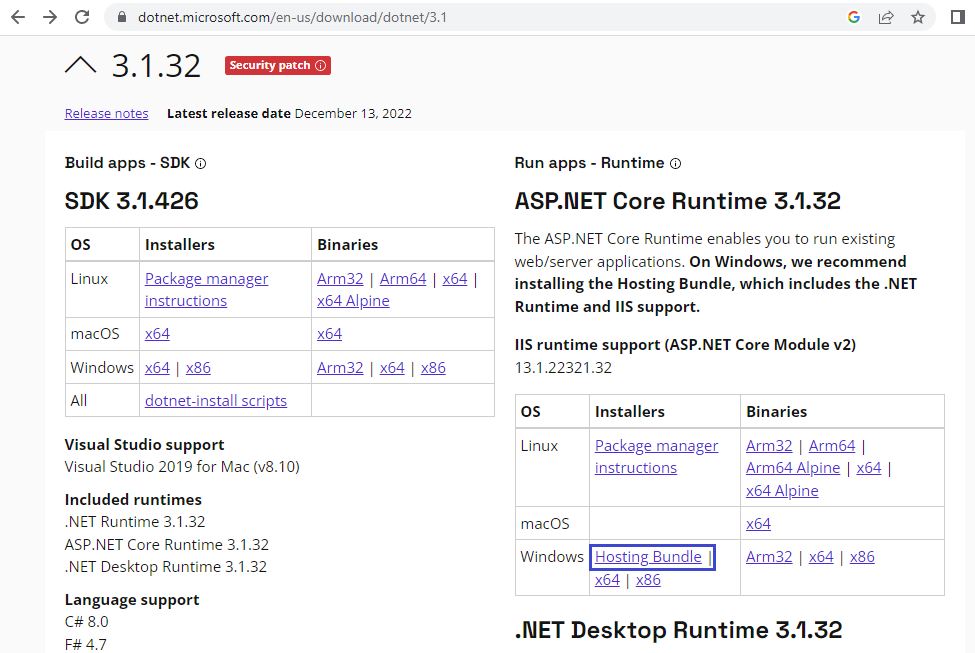 dotnet.microsoft.com/en-us/download/dotnet/3.1
3.1.32
Security patch
Release notes Latest release date December 13, 2022
Build apps - SDK
SDK 3.1.426
OS Installers Binaries
Linux Package manager instructions Arm32 | Arm64 | x64 | x64 Alpine
macOS x64 x64
Windows x64 | x86 Arm32 | x64 | x86
All dotnet-install scripts
Visual Studio support
Visual Studio 2019 for Mac (v8.10)
Included runtimes
.NET Runtime 3.1.32
ASP.NET Core Runtime 3.1.32
.NET Desktop Runtime 3.1.32
Language support
C# 8.0
F# 4.7
Run apps - Runtime
ASP.NET Core Runtime 3.1.32
The ASP.NET Core Runtime enables you to run existing
web/server applications. On Windows, we recommend
installing the Hosting Bundle, which includes the .NET
Runtime and IIS support.
IIS runtime support (ASP.NET Core Module v2)
13.1.22321.32
OS Installers Binaries
Linux Package manager instructions Arm32 | Arm64 | Arm64 Alpine | x64 | x64 Alpine
macOS x64
Windows Hosting Bundle | x64 | x86 Arm32 | x64 | x86
.NET Desktop Runtime 3.1.32